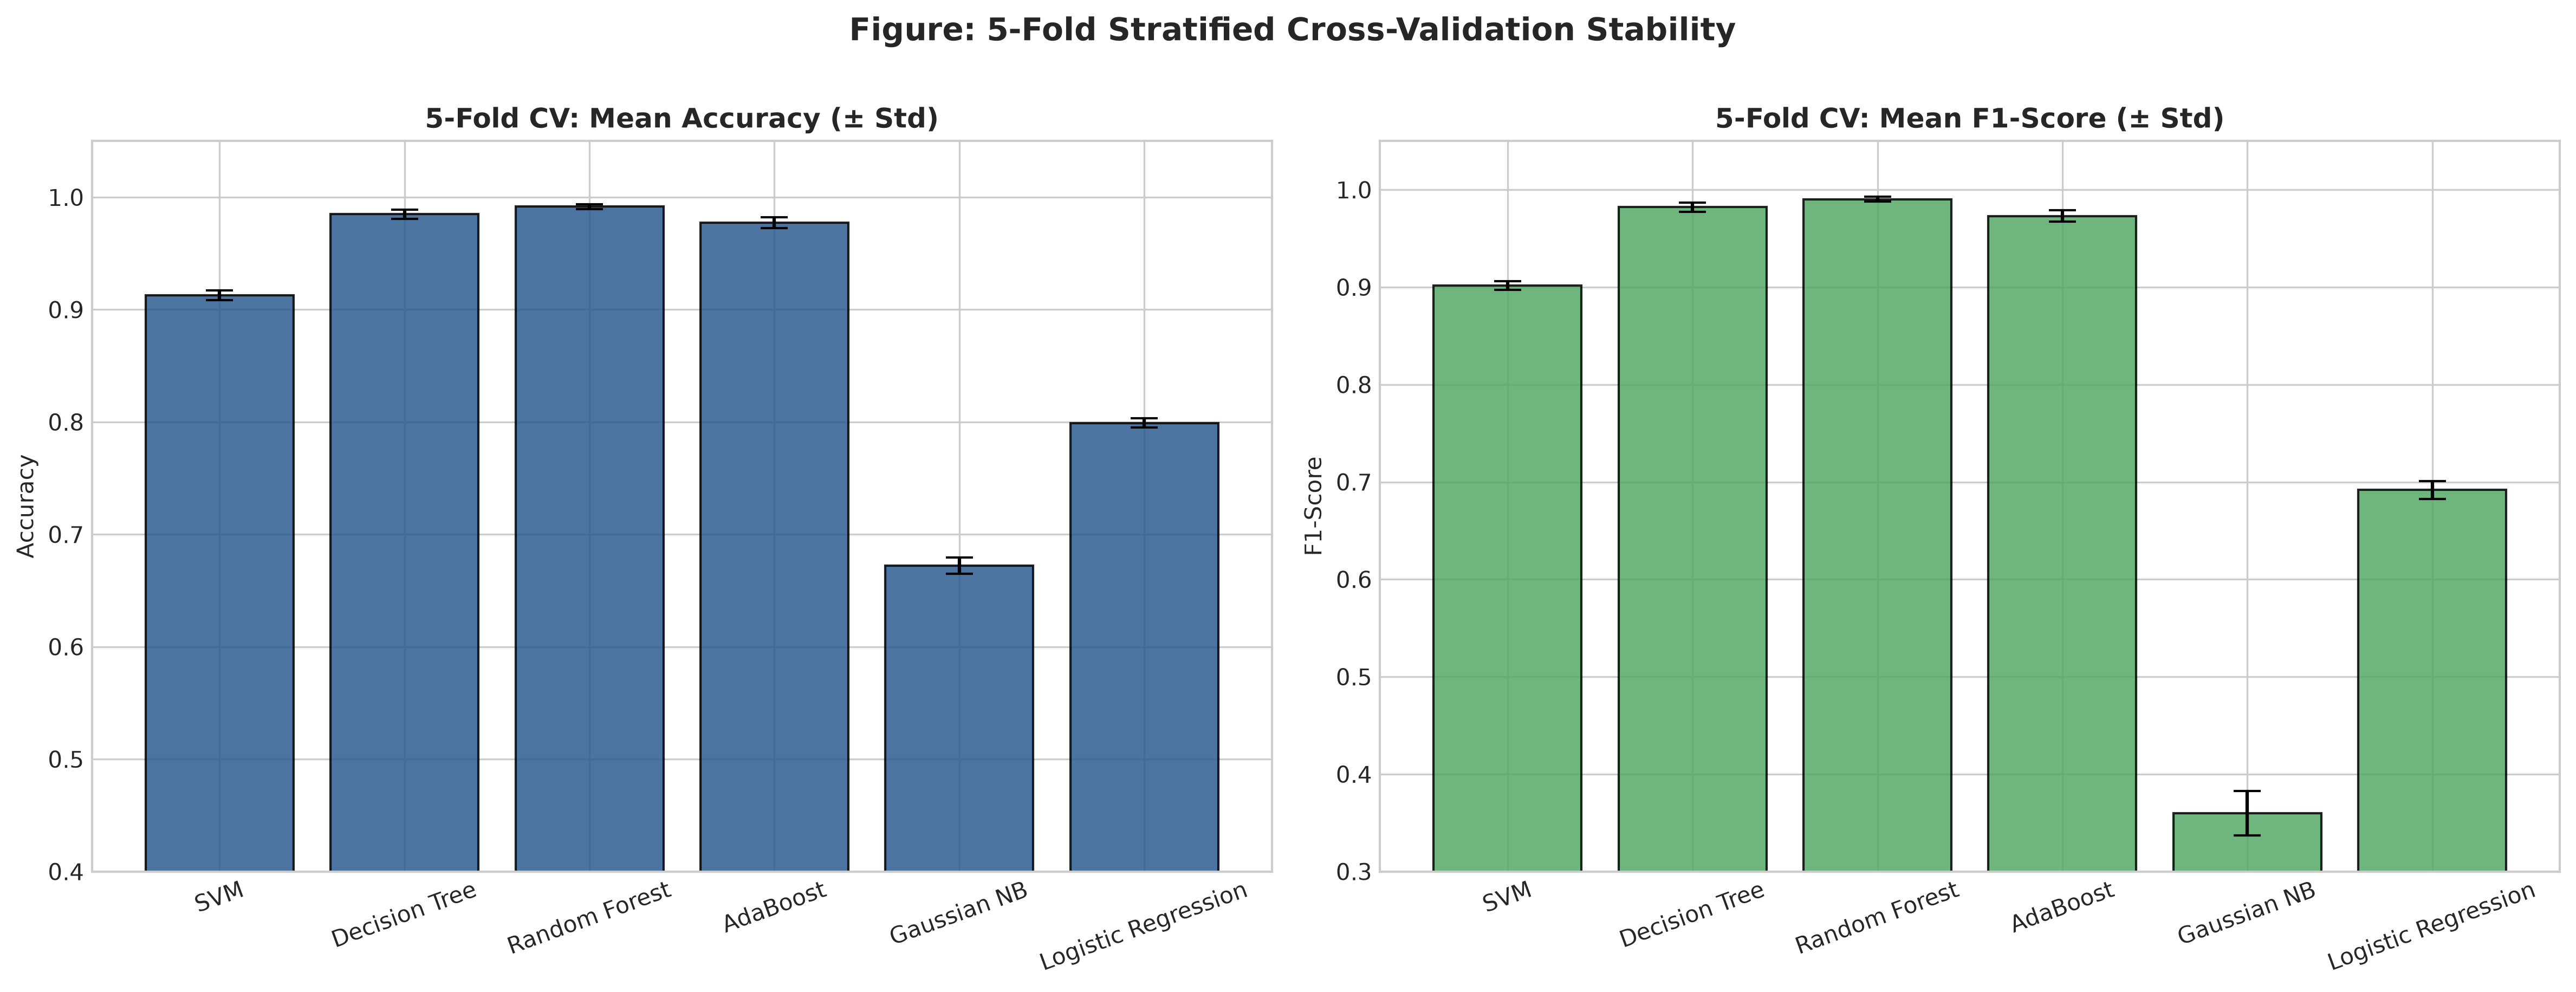 Figure: 5-Fold Stratified Cross-Validation Stability
5-Fold CV: Mean Accuracy (± Std)
Accuracy
1.0
0.9
0.8
0.7
0.6
0.5
0.4
SVM
Decision Tree
Random Forest
AdaBoost
Gaussian NB
Logistic Regression
5-Fold CV: Mean F1-Score (± Std)
F1-Score
1.0
0.9
0.8
0.7
0.6
0.5
0.4
0.3
SVM
Decision Tree
Random Forest
AdaBoost
Gaussian NB
Logistic Regression